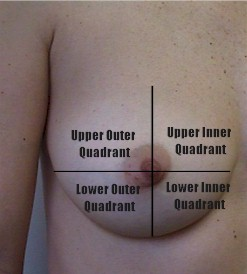 Upper Outer
Quadrant
Upper Inner
Quadrant
Lower Outer
Quadrant
Lower Inner
Quadrant